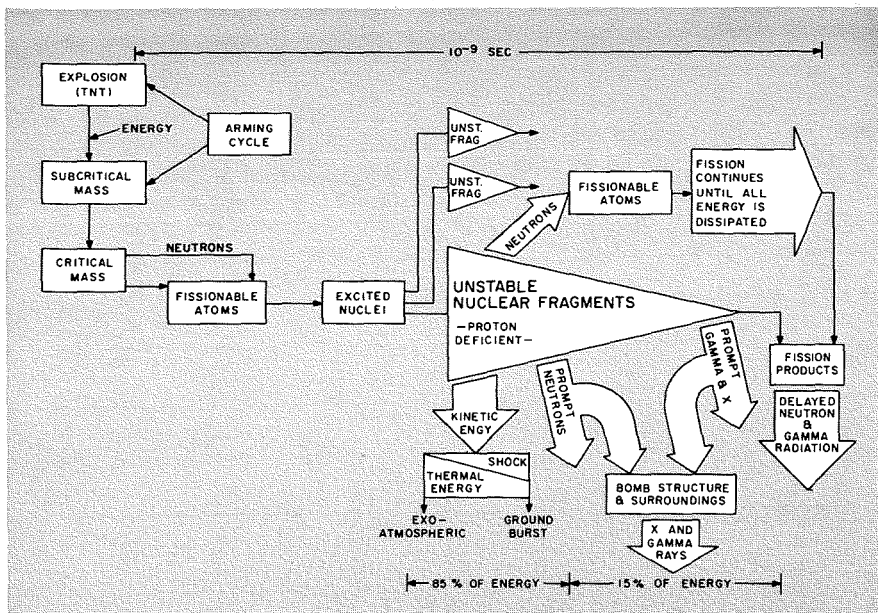 10⁻⁹ SEC
EXPLOSION
(TNT)
ENERGY
ARMING
CYCLE
SUBCRITICAL
MASS
NEUTRONS
CRITICAL
MASS
FISSIONABLE
ATOMS
EXCITED
NUCLEI
UNST.
FRAG
UNST.
FRAG
NEUTRONS
FISSIONABLE
ATOMS
FISSION
CONTINUES
UNTIL ALL
ENERGY IS
DISSIPATED
UNSTABLE
NUCLEAR FRAGMENTS
—PROTON
DEFICIENT—
KINETIC
ENGY
PROMPT
NEUTRONS
PROMPT
GAMMA & X
FISSION
PRODUCTS
DELAYED
NEUTRON
&
GAMMA
RADIATION
SHOCK
THERMAL
ENERGY
EXO-
ATMOSPHERIC
GROUND
BURST
BOMB STRUCTURE
& SURROUNDINGS
X AND
GAMMA
RAYS
85% OF ENERGY
15% OF ENERGY